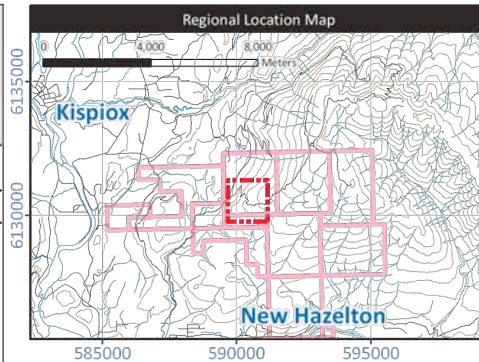 Regional Location Map
0 4,000 8,000
Meters
6135000
Kispiox
6130000
New Hazelton
585000 590000 595000